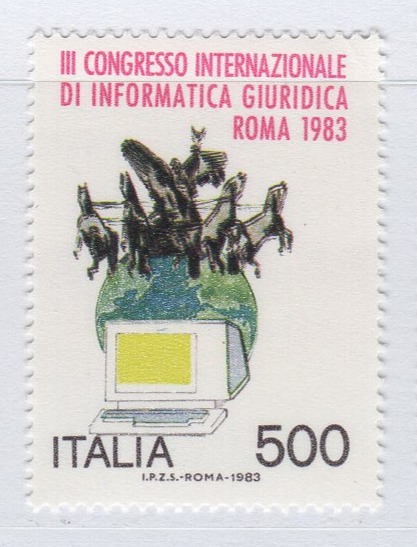 III CONGRESSO INTERNAZIONALE
DI INFORMATICA GIURIDICA
ROMA 1983
ITALIA 500
I.P.Z.S.-ROMA-1983